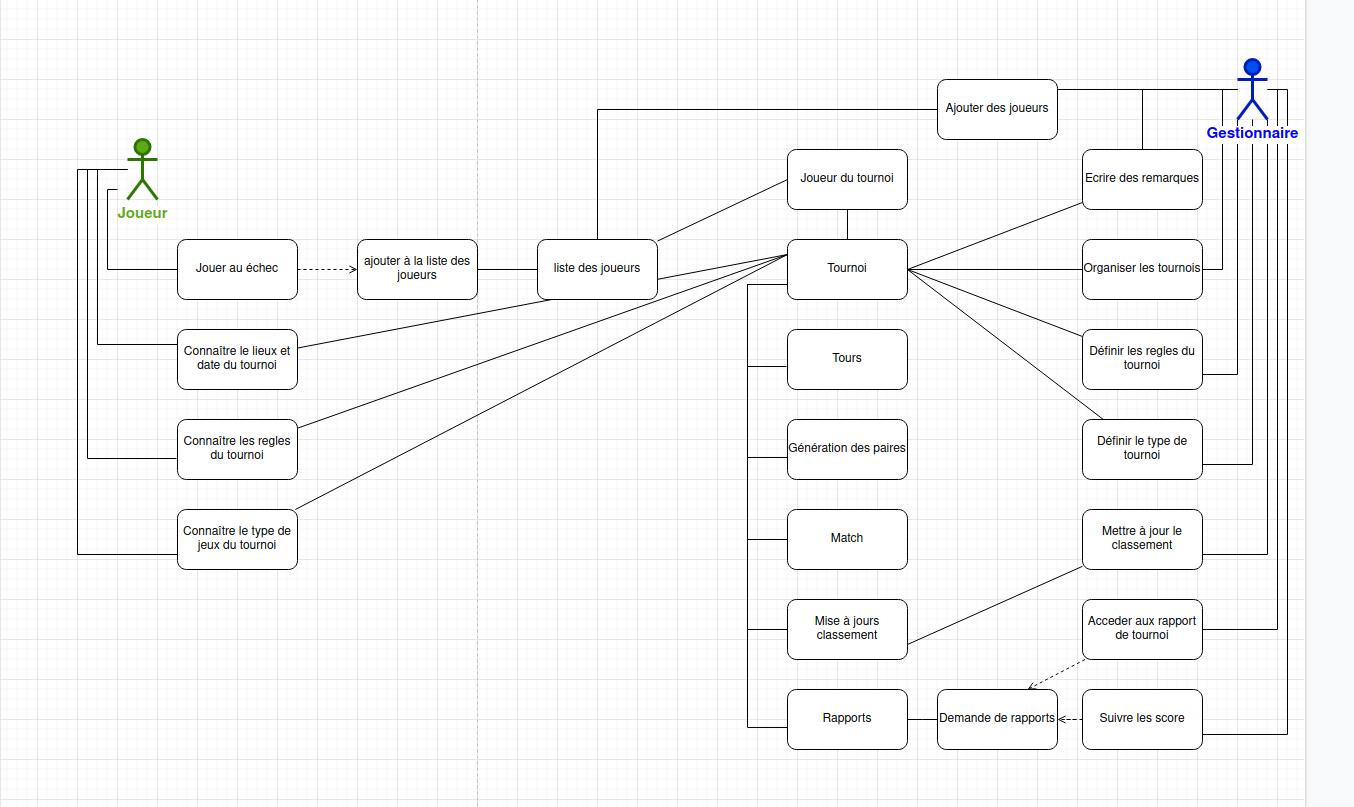 Ajouter des joueurs
Gestionnaire
Joueur
Joueur du tournoi
Ecrire des remarques
Jouer au échec
ajouter à la liste des
joueurs
liste des joueurs
Tournoi
Organiser les tournois
Connaître le lieux et
date du tournoi
Tours
Définir les regles du
tournoi
Connaître les regles
du tournoi
Génération des paires
Définir le type de
tournoi
Connaître le type de
jeux du tournoi
Match
Mettre à jour le
classement
Mise à jours
classement
Acceder aux rapport
de tournoi
Rapports
Demande de rapports
Suivre les score